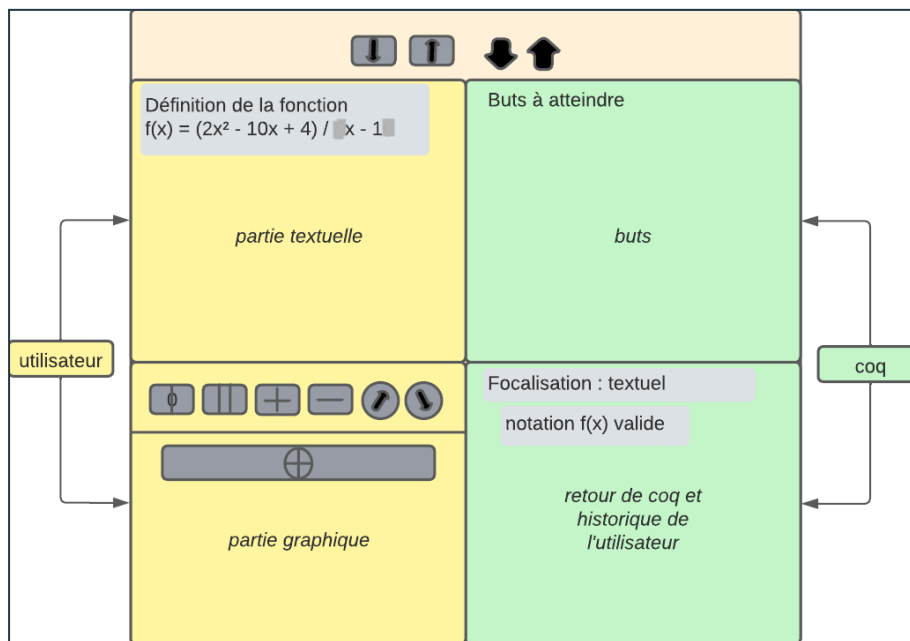 Définition de la fonction
f(x) = (2x² - 10x + 4) / x - 1
Buts à atteindre
partie textuelle
buts
utilisateur
coq
0
Focalisation : textuel
notation f(x) valide
partie graphique
retour de coq et
historique de
l'utilisateur